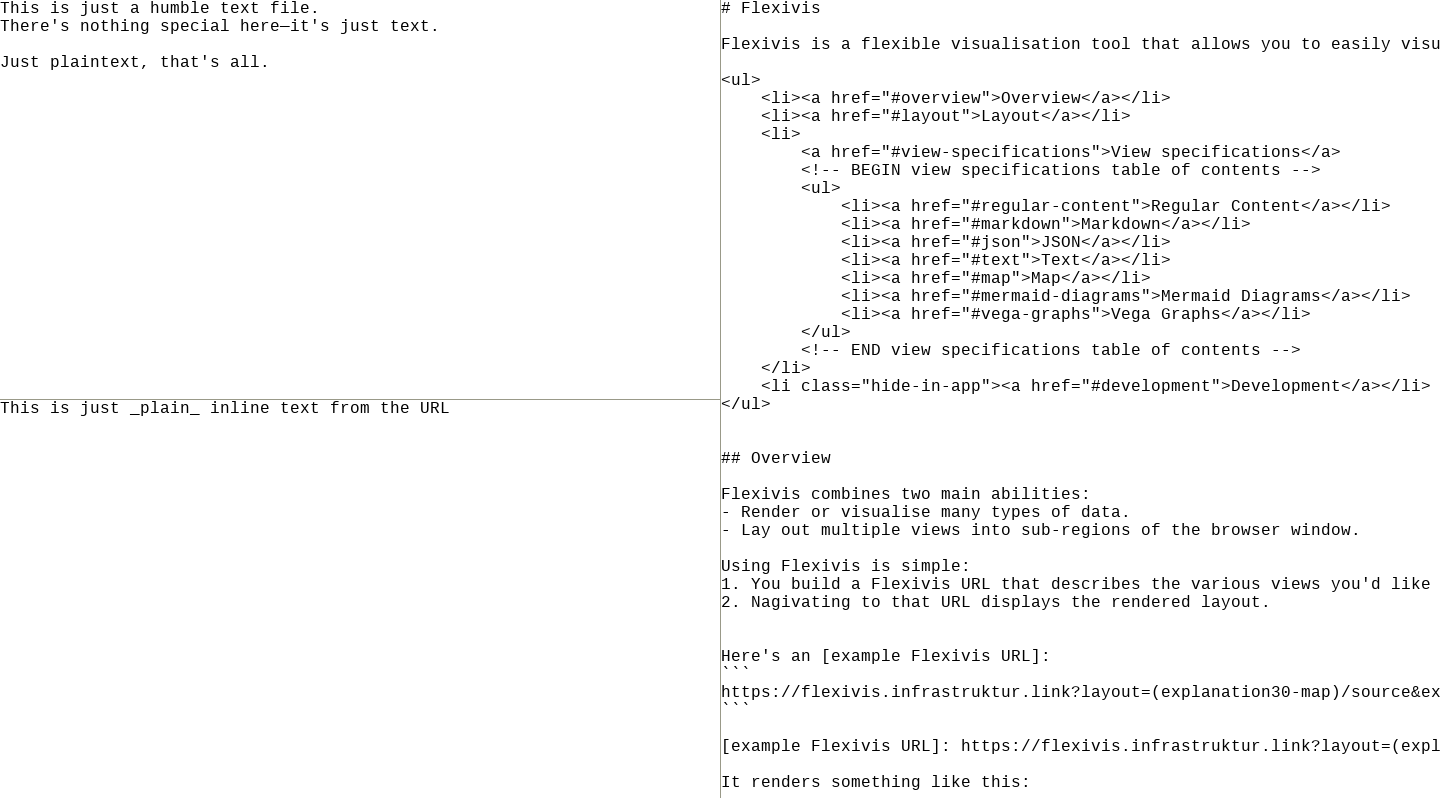 This is just a humble text file.
There's nothing special here—it's just text.
Just plaintext, that's all.
This is just _plain_ inline text from the URL
# Flexivis
Flexivis is a flexible visualisation tool that allows you to easily visu
<ul>
    <li><a href="#overview">Overview</a></li>
    <li><a href="#layout">Layout</a></li>
    <li>
        <a href="#view-specifications">View specifications</a>
        <!-- BEGIN view specifications table of contents -->
        <ul>
            <li><a href="#regular-content">Regular Content</a></li>
            <li><a href="#markdown">Markdown</a></li>
            <li><a href="#json">JSON</a></li>
            <li><a href="#text">Text</a></li>
            <li><a href="#map">Map</a></li>
            <li><a href="#mermaid-diagrams">Mermaid Diagrams</a></li>
            <li><a href="#vega-graphs">Vega Graphs</a></li>
        </ul>
        <!-- END view specifications table of contents -->
    </li>
    <li class="hide-in-app"><a href="#development">Development</a></li>
</ul>
## Overview
Flexivis combines two main abilities:
- Render or visualise many types of data.
- Lay out multiple views into sub-regions of the browser window.
Using Flexivis is simple:
1. You build a Flexivis URL that describes the various views you'd like
2. Nagivating to that URL displays the rendered layout.
Here's an [example Flexivis URL]:
```
https://flexivis.infrastruktur.link?layout=(explanation30-map)/source&ex
```
[example Flexivis URL]: https://flexivis.infrastruktur.link?layout=(expl
It renders something like this: